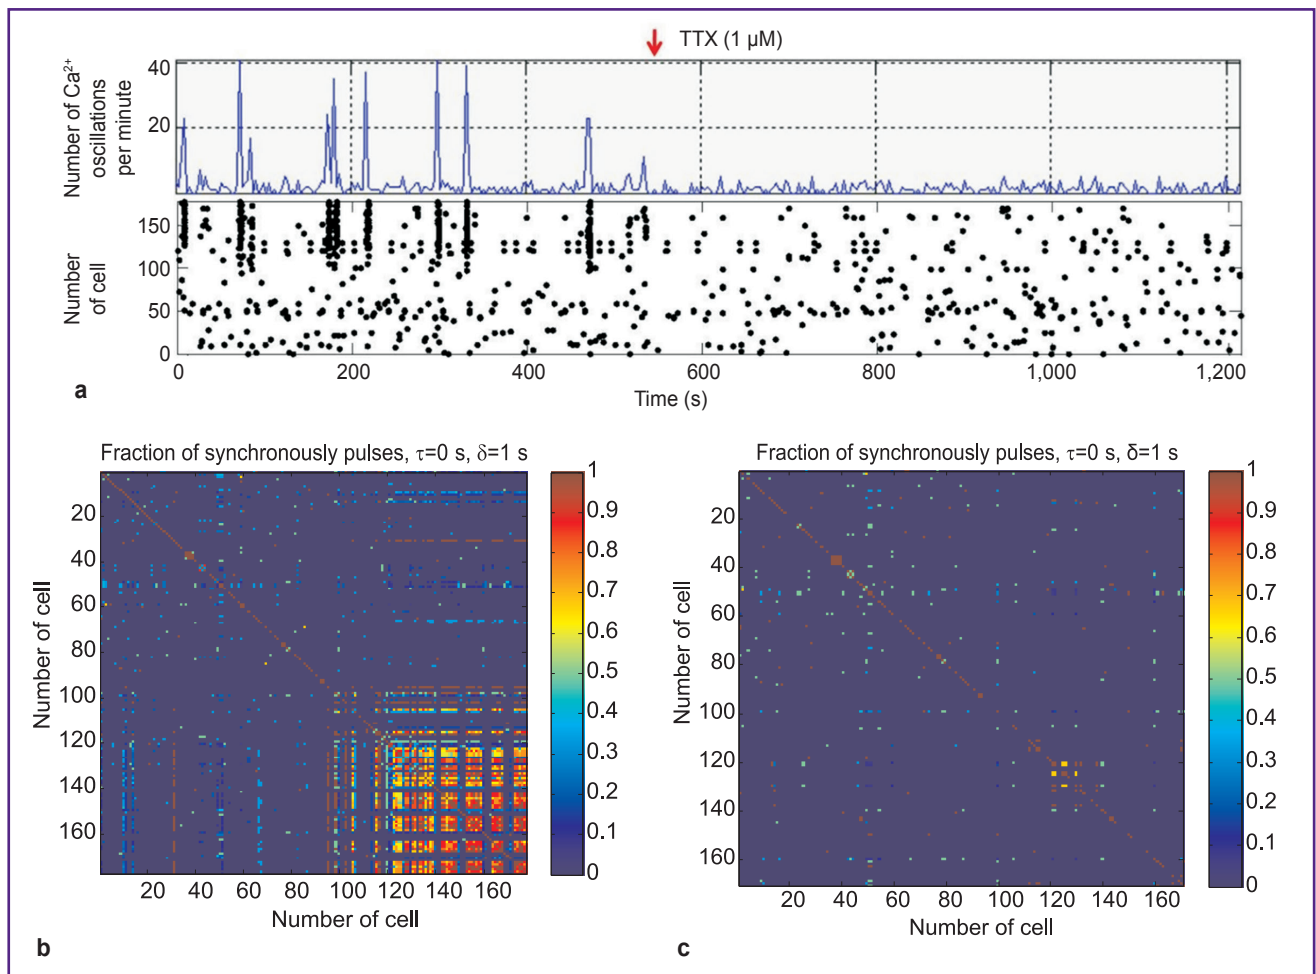 TTX (1 µM)
Number of Ca²⁺
oscillations
per minute
40
20
Number
of cell
150
100
50
0
0 200 400 600 800 1,000 1,200
Time (s)
a
Fraction of synchronously pulses, τ=0 s, δ=1 s
Number of cell
20
40
60
80
100
120
140
160
20 40 60 80 100 120 140 160
Number of cell
1
0.9
0.8
0.7
0.6
0.5
0.4
0.3
0.2
0.1
0
b
Fraction of synchronously pulses, τ=0 s, δ=1 s
Number of cell
20
40
60
80
100
120
140
160
20 40 60 80 100 120 140 160
Number of cell
1
0.9
0.8
0.7
0.6
0.5
0.4
0.3
0.2
0.1
0
c